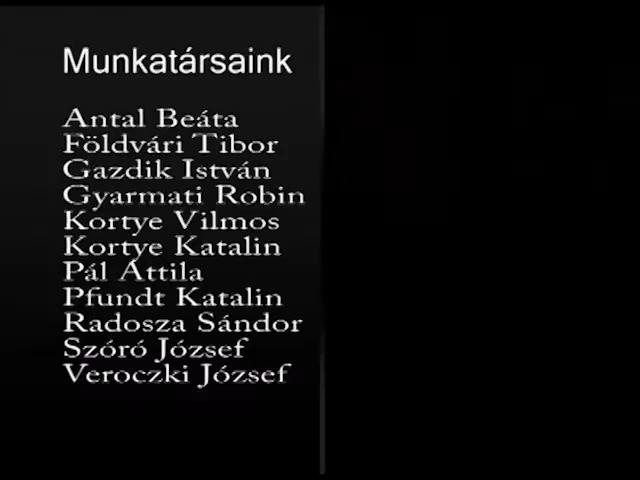 Munkatársaink
Antal Beáta
Földvári Tibor
Gazdik István
Gyarmati Robin
Kortye Vilmos
Kortye Katalin
Pál Attila
Pfundt Katalin
Radosza Sándor
Szóró József
Veroczki József